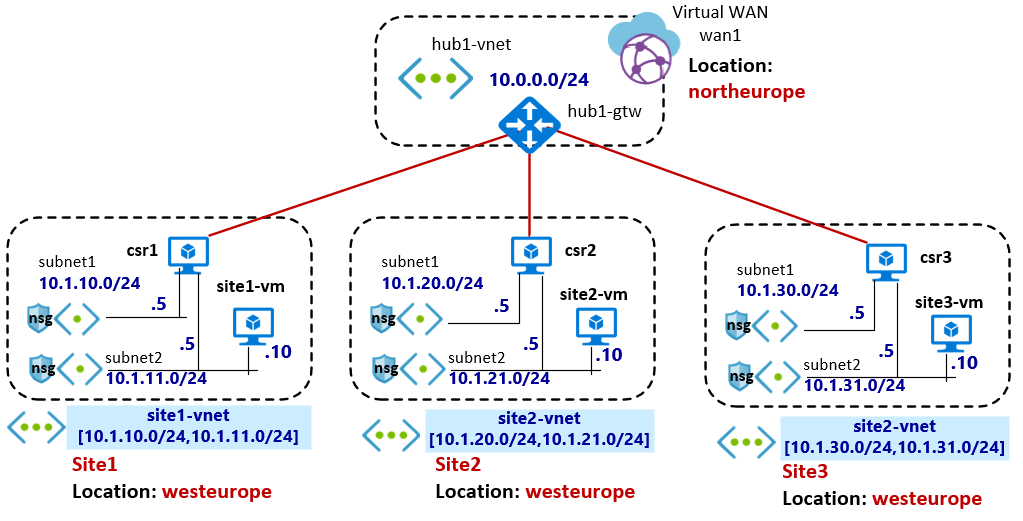 Virtual WAN
wan1
Location:
northeurope
hub1-vnet
10.0.0.0/24
hub1-gtw
csr1
subnet1
10.1.10.0/24
.5
site1-vm
nsg
.5
.10
nsg
subnet2
10.1.11.0/24
site1-vnet
[10.1.10.0/24,10.1.11.0/24]
Site1
Location: westeurope
csr2
subnet1
10.1.20.0/24
.5
site2-vm
nsg
.5
.10
nsg
subnet2
10.1.21.0/24
site2-vnet
[10.1.20.0/24,10.1.21.0/24]
Site2
Location: westeurope
csr3
subnet1
10.1.30.0/24
.5
site3-vm
nsg
.5
.10
nsg
subnet2
10.1.31.0/24
site2-vnet
[10.1.30.0/24,10.1.31.0/24]
Site3
Location: westeurope